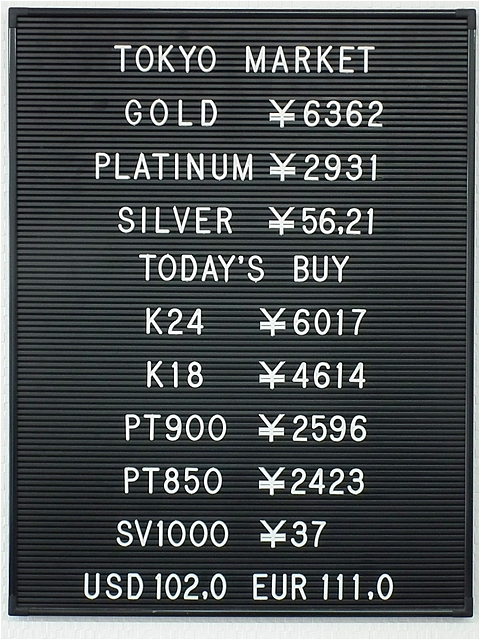 TOKYO MARKET
GOLD ¥6362
PLATINUM ¥2931
SILVER ¥56.21
TODAY'S BUY
K24 ¥6017
K18 ¥4614
PT900 ¥2596
PT850 ¥2423
SV1000 ¥37
USD 102.0 EUR 111.0